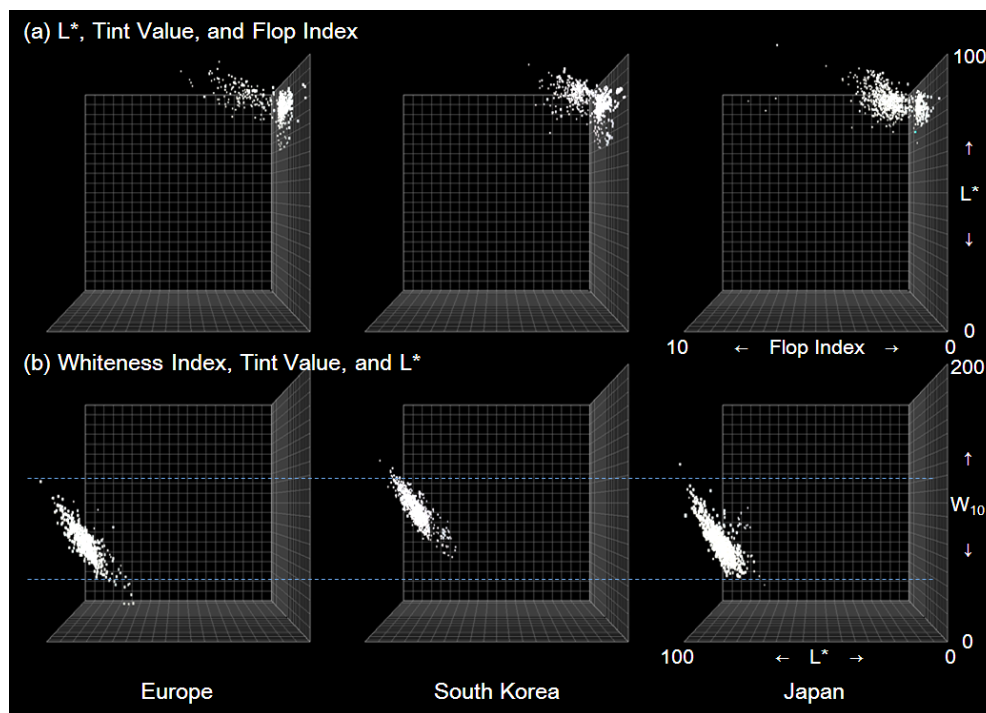 (a) L*, Tint Value, and Flop Index
100
↑
L*
↓
0
10 ← Flop Index → 0
(b) Whiteness Index, Tint Value, and L*
200
↑
W10
↓
0
100 ← L* → 0
Europe South Korea Japan